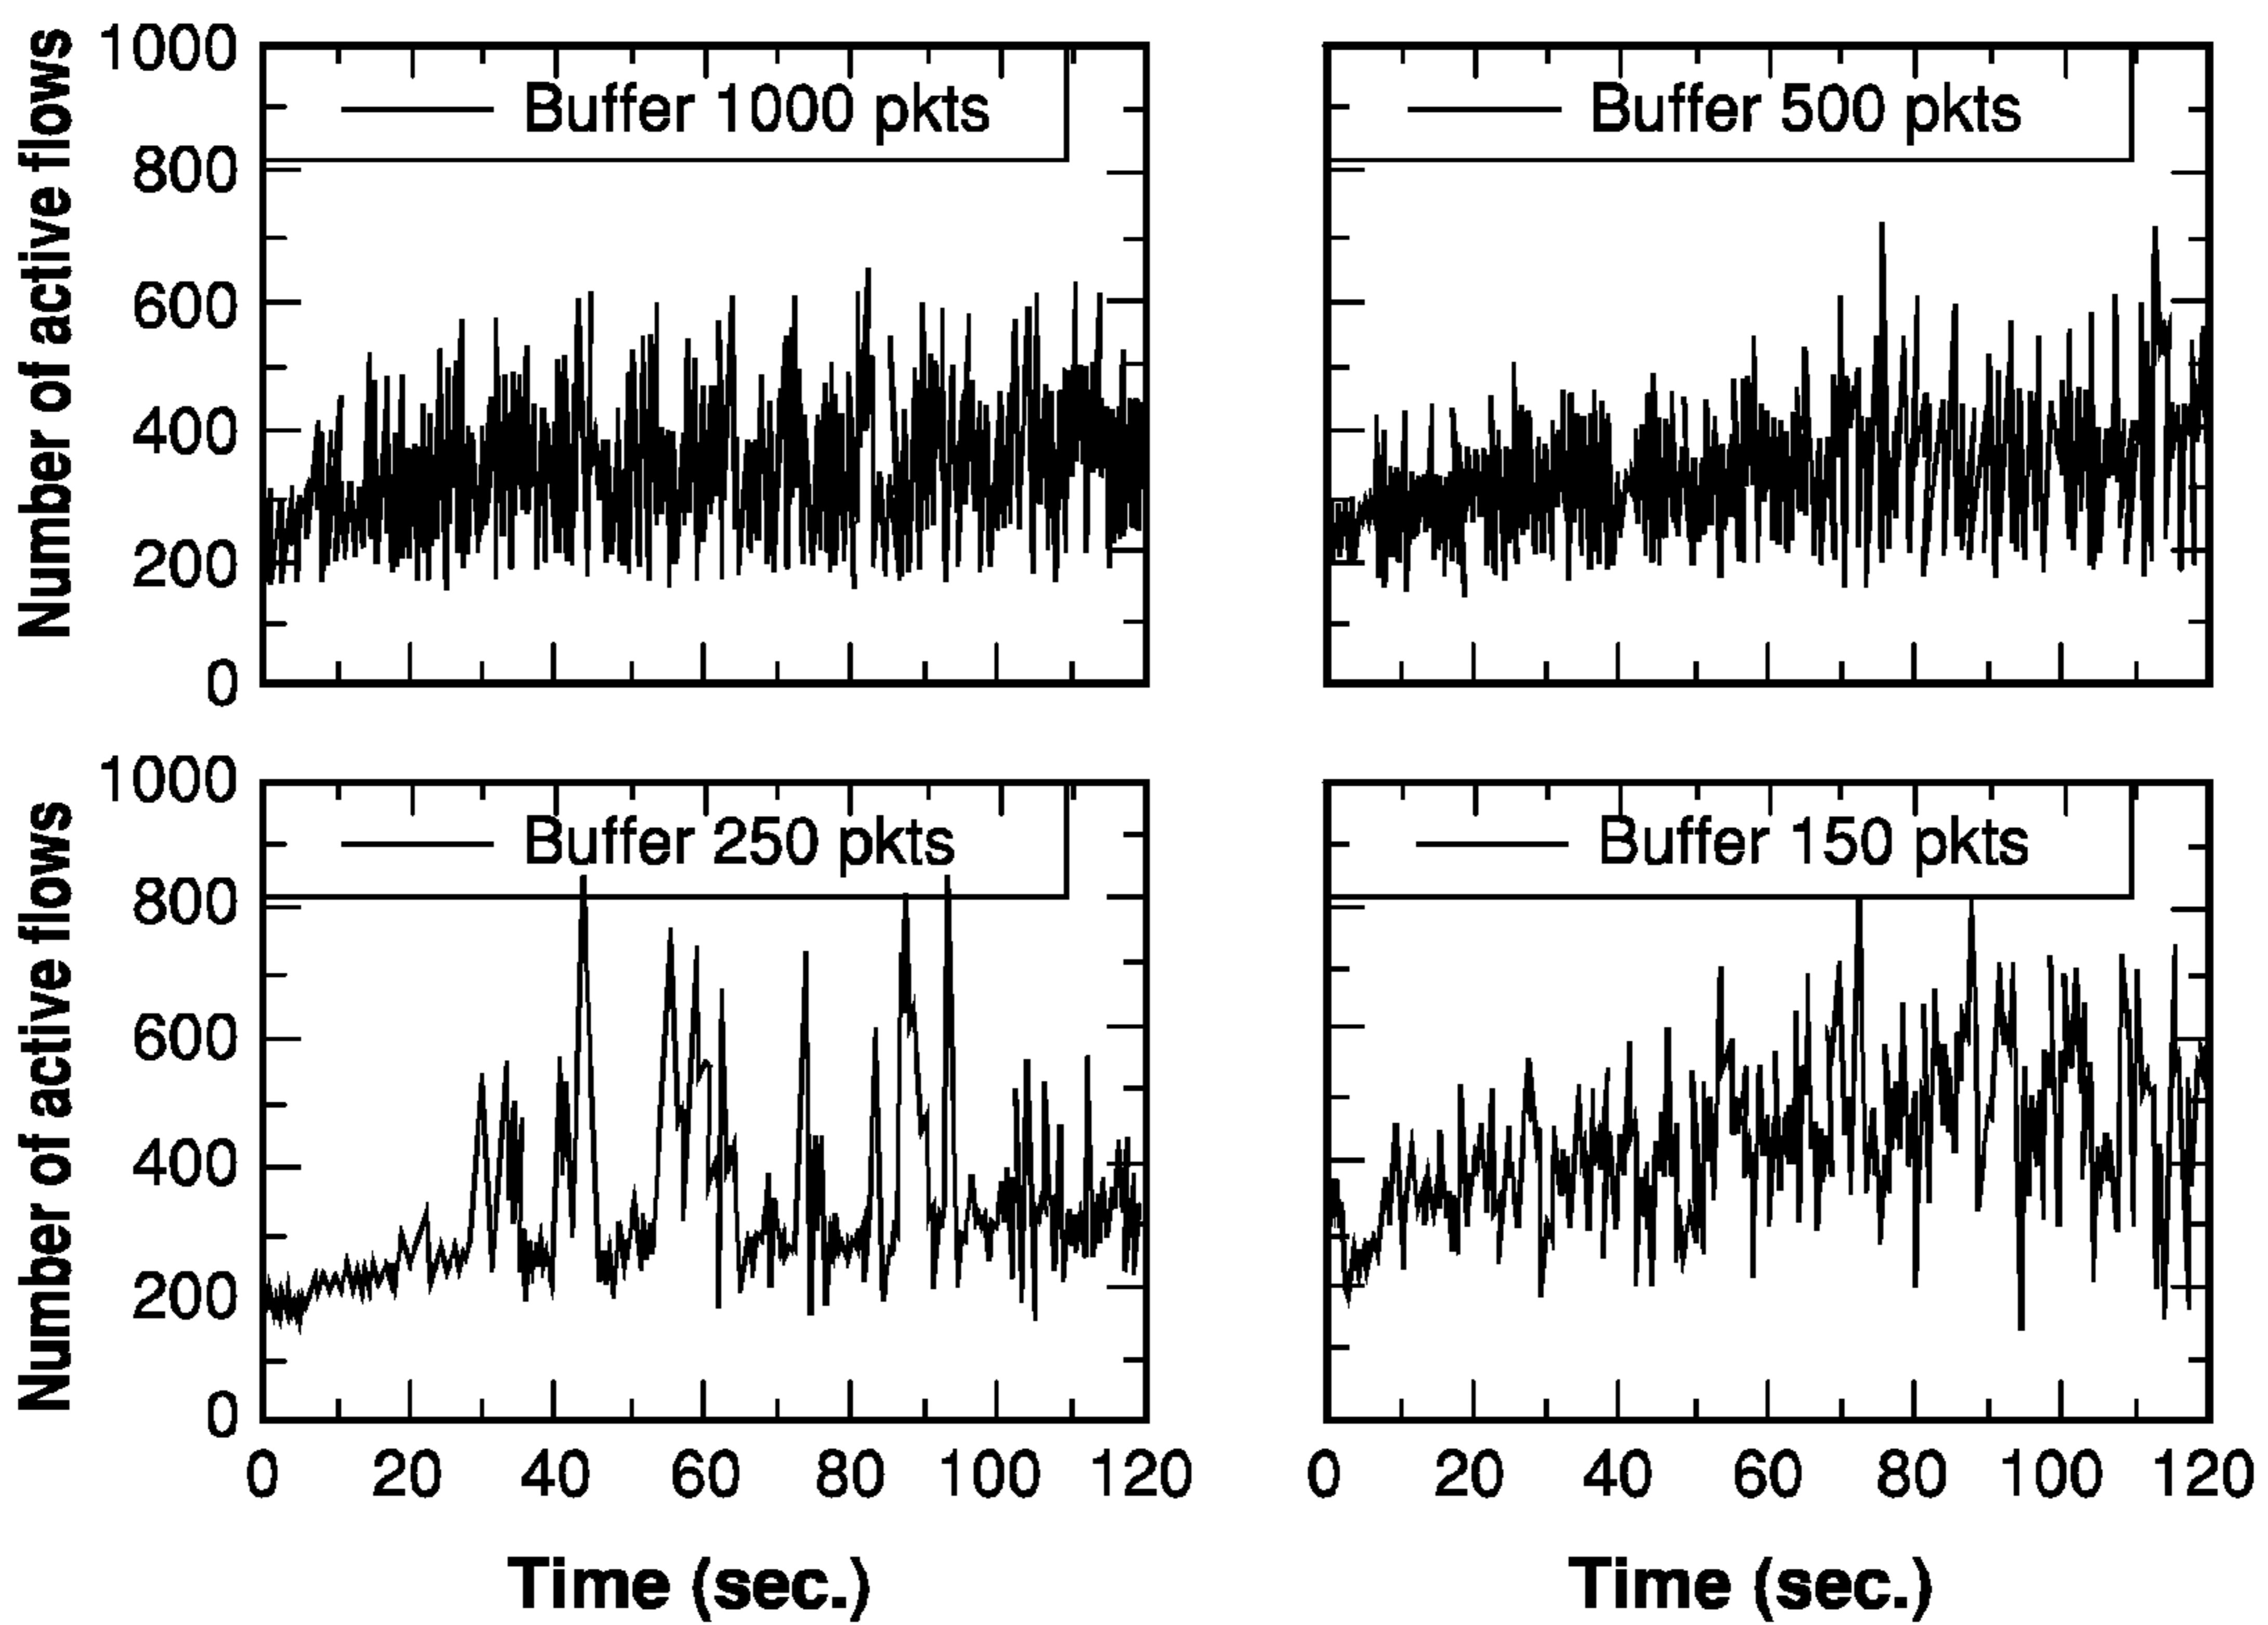 Number of active flows
1000
800
600
400
200
0
Buffer 1000 pkts
Buffer 500 pkts
Number of active flows
1000
800
600
400
200
0
Buffer 250 pkts
Buffer 150 pkts
0 20 40 60 80 100 120
0 20 40 60 80 100 120
Time (sec.)
Time (sec.)